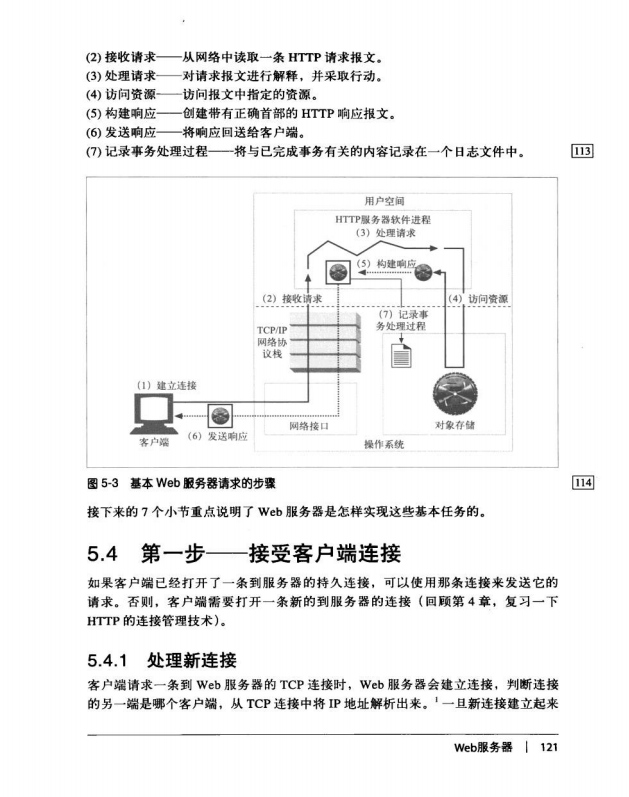 (2) 接收请求——从网络中读取一条 HTTP 请求报文。
(3) 处理请求——对请求报文进行解释，并采取行动。
(4) 访问资源——访问报文中指定的资源。
(5) 构建响应——创建带有正确首部的 HTTP 响应报文。
(6) 发送响应——将响应回送给客户端。
(7) 记录事务处理过程——将与已完成事务有关的内容记录在一个日志文件中。
113
用户空间
HTTP服务器软件进程
（3）处理请求
（5）构建响应
（2）接收请求
（4）访问资源
（7）记录事
务处理过程
TCP/IP
网络协
议栈
（1）建立连接
客户端
（6）发送响应
网络接口
对象存储
操作系统
图 5-3 基本 Web 服务器请求的步骤
114
接下来的 7 个小节重点说明了 Web 服务器是怎样实现这些基本任务的。
5.4 第一步——接受客户端连接
如果客户端已经打开了一条到服务器的持久连接，可以使用那条连接来发送它的
请求。否则，客户端需要打开一条新的到服务器的连接（回顾第 4 章，复习一下
HTTP 的连接管理技术）。
5.4.1 处理新连接
客户端请求一条到 Web 服务器的 TCP 连接时，Web 服务器会建立连接，判断连接
的另一端是哪个客户端，从 TCP 连接中将 IP 地址解析出来。¹ 一旦新连接建立起来
Web服务器 | 121